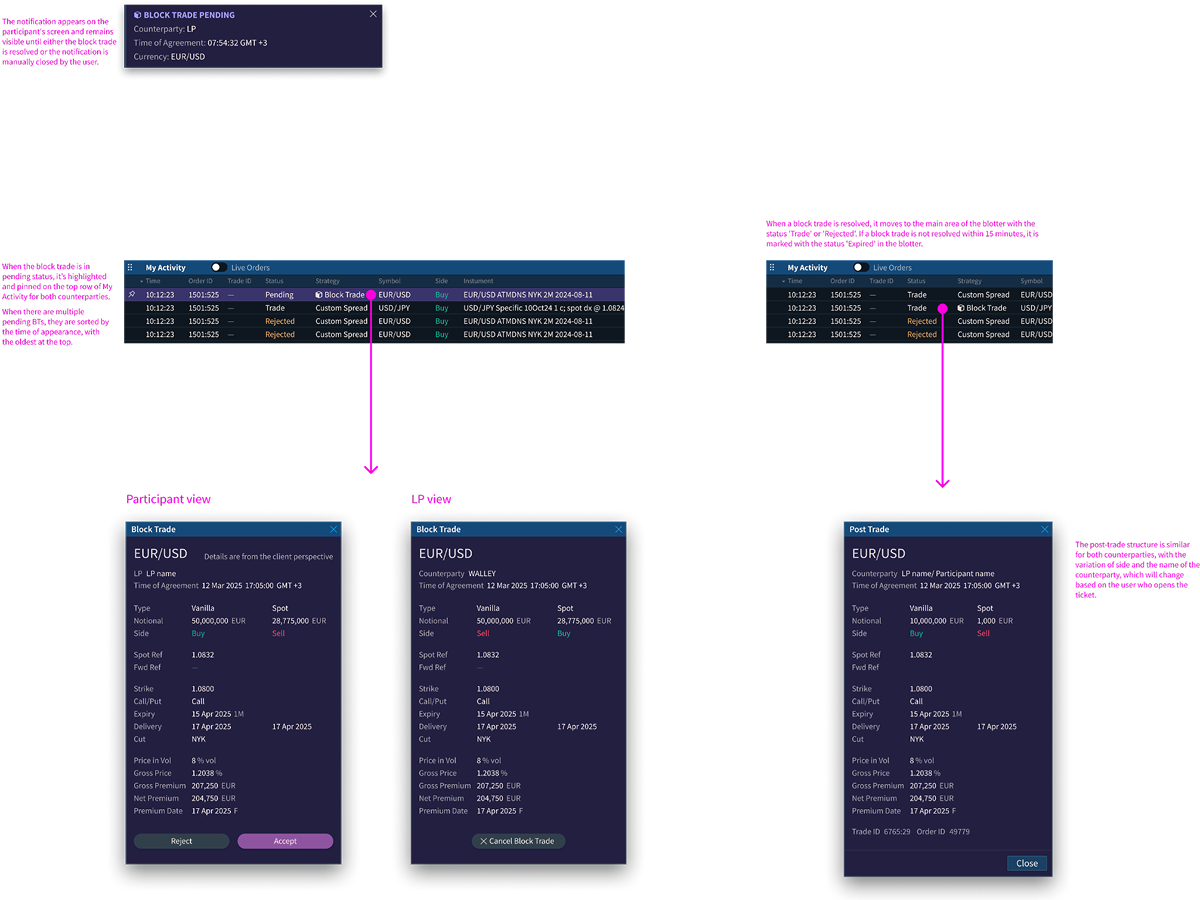 The notification appears on the
participant's screen and remains
visible until either the block trade
is resolved or the notification is
manually closed by the user.
BLOCK TRADE PENDING
Counterparty: LP
Time of Agreement: 07:54:32 GMT +3
Currency: EUR/USD
When the block trade is in
pending status, it's highlighted
and pinned on the top row of My
Activity for both counterparties.
When there are multiple
pending BTs, they are sorted by
the time of appearance, with
the oldest at the top.
My Activity Live Orders
Time Order ID Trade ID Status Strategy Symbol Side Instument
10:12:23 1501:525 — Pending Block Trade EUR/USD Buy EUR/USD ATMDNS NYK 2M 2024-08-11
10:12:23 1501:525 — Trade Custom Spread USD/JPY Buy USD/JPY Specific 10Oct24 1 c; spot dx @ 1.0824
10:12:23 1501:525 — Rejected Custom Spread EUR/USD Buy EUR/USD ATMDNS NYK 2M 2024-08-11
10:12:23 1501:525 — Rejected Custom Spread EUR/USD Buy EUR/USD ATMDNS NYK 2M 2024-08-11
When a block trade is resolved, it moves to the main area of the blotter with the
status 'Trade' or 'Rejected'. If a block trade is not resolved within 15 minutes, it is
marked with the status 'Expired' in the blotter.
My Activity Live Orders
Time Order ID Trade ID Status Strategy Symbol
10:12:23 1501:525 — Trade Custom Spread EUR/USD
10:12:23 1501:525 — Trade Block Trade USD/JPY
10:12:23 1501:525 — Rejected Custom Spread EUR/USD
10:12:23 1501:525 — Rejected Custom Spread EUR/USD
Participant view
Block Trade
EUR/USD Details are from the client perspective
LP LP name
Time of Agreement 12 Mar 2025 17:05:00 GMT +3
Type Vanilla Spot
Notional 50,000,000 EUR 28,775,000 EUR
Side Buy Sell
Spot Ref 1.0832
Fwd Ref —
Strike 1.0800
Call/Put Call
Expiry 15 Apr 2025 1M
Delivery 17 Apr 2025 17 Apr 2025
Cut NYK
Price in Vol 8 % vol
Gross Price 1.2038 %
Gross Premium 207,250 EUR
Net Premium 204,750 EUR
Premium Date 17 Apr 2025 F
Reject Accept
LP view
Block Trade
EUR/USD
Counterparty WALLEY
Time of Agreement 12 Mar 2025 17:05:00 GMT +3
Type Vanilla Spot
Notional 50,000,000 EUR 28,775,000 EUR
Side Sell Buy
Spot Ref 1.0832
Fwd Ref —
Strike 1.0800
Call/Put Call
Expiry 15 Apr 2025 1M
Delivery 17 Apr 2025 17 Apr 2025
Cut NYK
Price in Vol 8 % vol
Gross Price 1.2038 %
Gross Premium 207,250 EUR
Net Premium 204,750 EUR
Premium Date 17 Apr 2025 F
Cancel Block Trade
Post Trade
EUR/USD
Counterparty LP name/ Participant name
Time of Agreement 12 Mar 2025 17:05:00 GMT +3
Type Vanilla Spot
Notional 10,000,000 EUR 1,000 EUR
Side Buy Sell
Spot Ref 1.0832
Fwd Ref
Strike 1.0800
Call/Put Call
Expiry 15 Apr 2025 1M
Delivery 17 Apr 2025 17 Apr 2025
Cut NYK
Price in Vol 8 % vol
Gross Price 1.2038 %
Gross Premium 207,250 EUR
Net Premium 204,750 EUR
Premium Date 17 Apr 2025 F
Trade ID 6765:29 Order ID 49779
Close
The post-trade structure is similar
for both counterparties, with the
variation of side and the name of the
counterparty, which will change
based on the user who opens the
ticket.